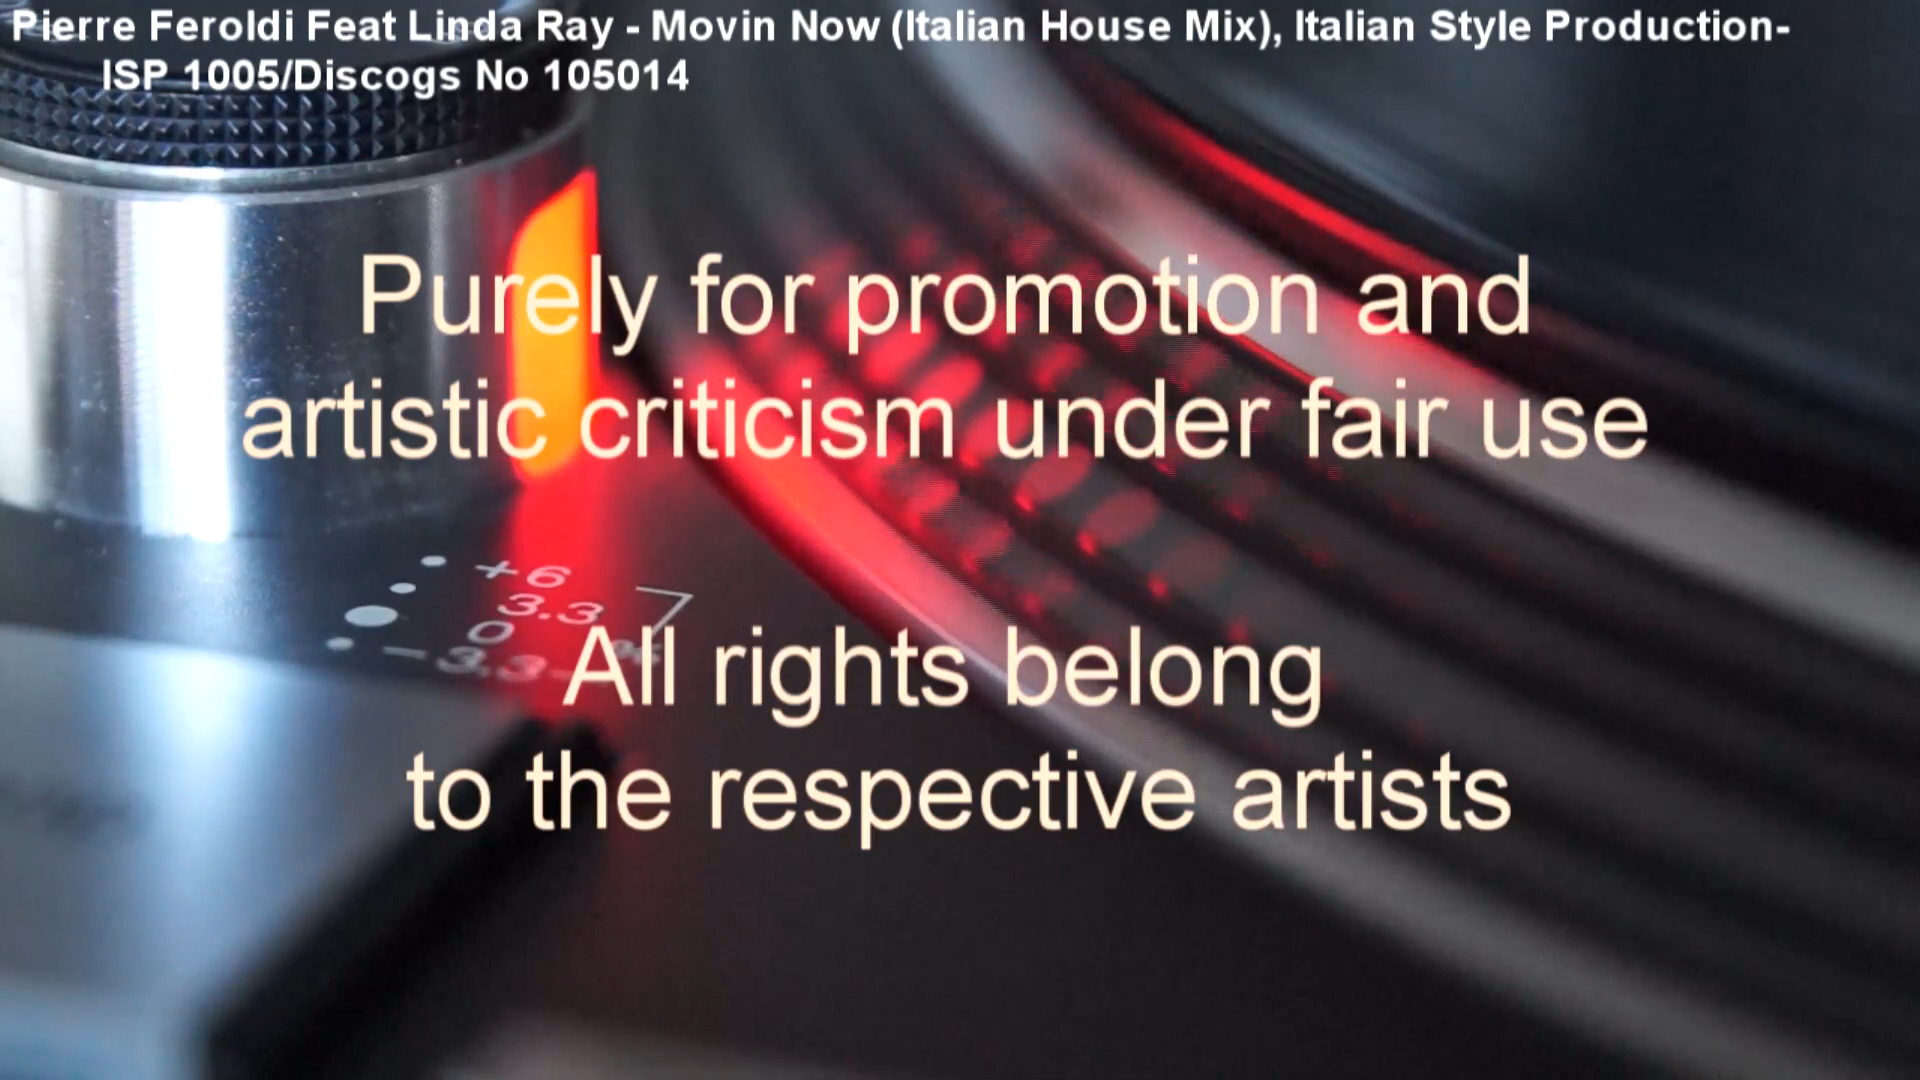 Pierre Feroldi Feat Linda Ray - Movin Now (Italian House Mix), Italian Style Production-
ISP 1005/Discogs No 105014
Purely for promotion and
artistic criticism under fair use
+6
3.3
0
-3.3
All rights belong
to the respective artists